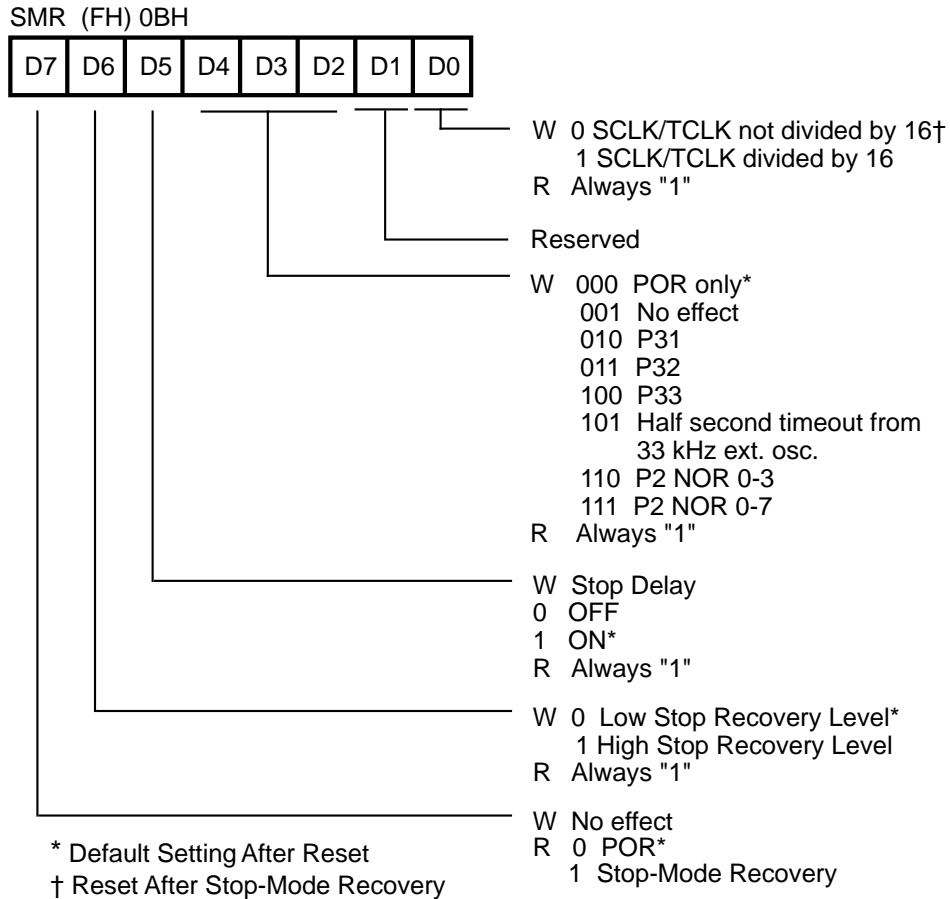 SMR (FH) 0BH
D7 D6 D5 D4 D3 D2 D1 D0
W 0 SCLK/TCLK not divided by 16†
1 SCLK/TCLK divided by 16
R Always "1"
Reserved
W 000 POR only*
001 No effect
010 P31
011 P32
100 P33
101 Half second timeout from
33 kHz ext. osc.
110 P2 NOR 0-3
111 P2 NOR 0-7
R Always "1"
W Stop Delay
0 OFF
1 ON*
R Always "1"
W 0 Low Stop Recovery Level*
1 High Stop Recovery Level
R Always "1"
W No effect
R 0 POR*
1 Stop-Mode Recovery
* Default Setting After Reset
† Reset After Stop-Mode Recovery